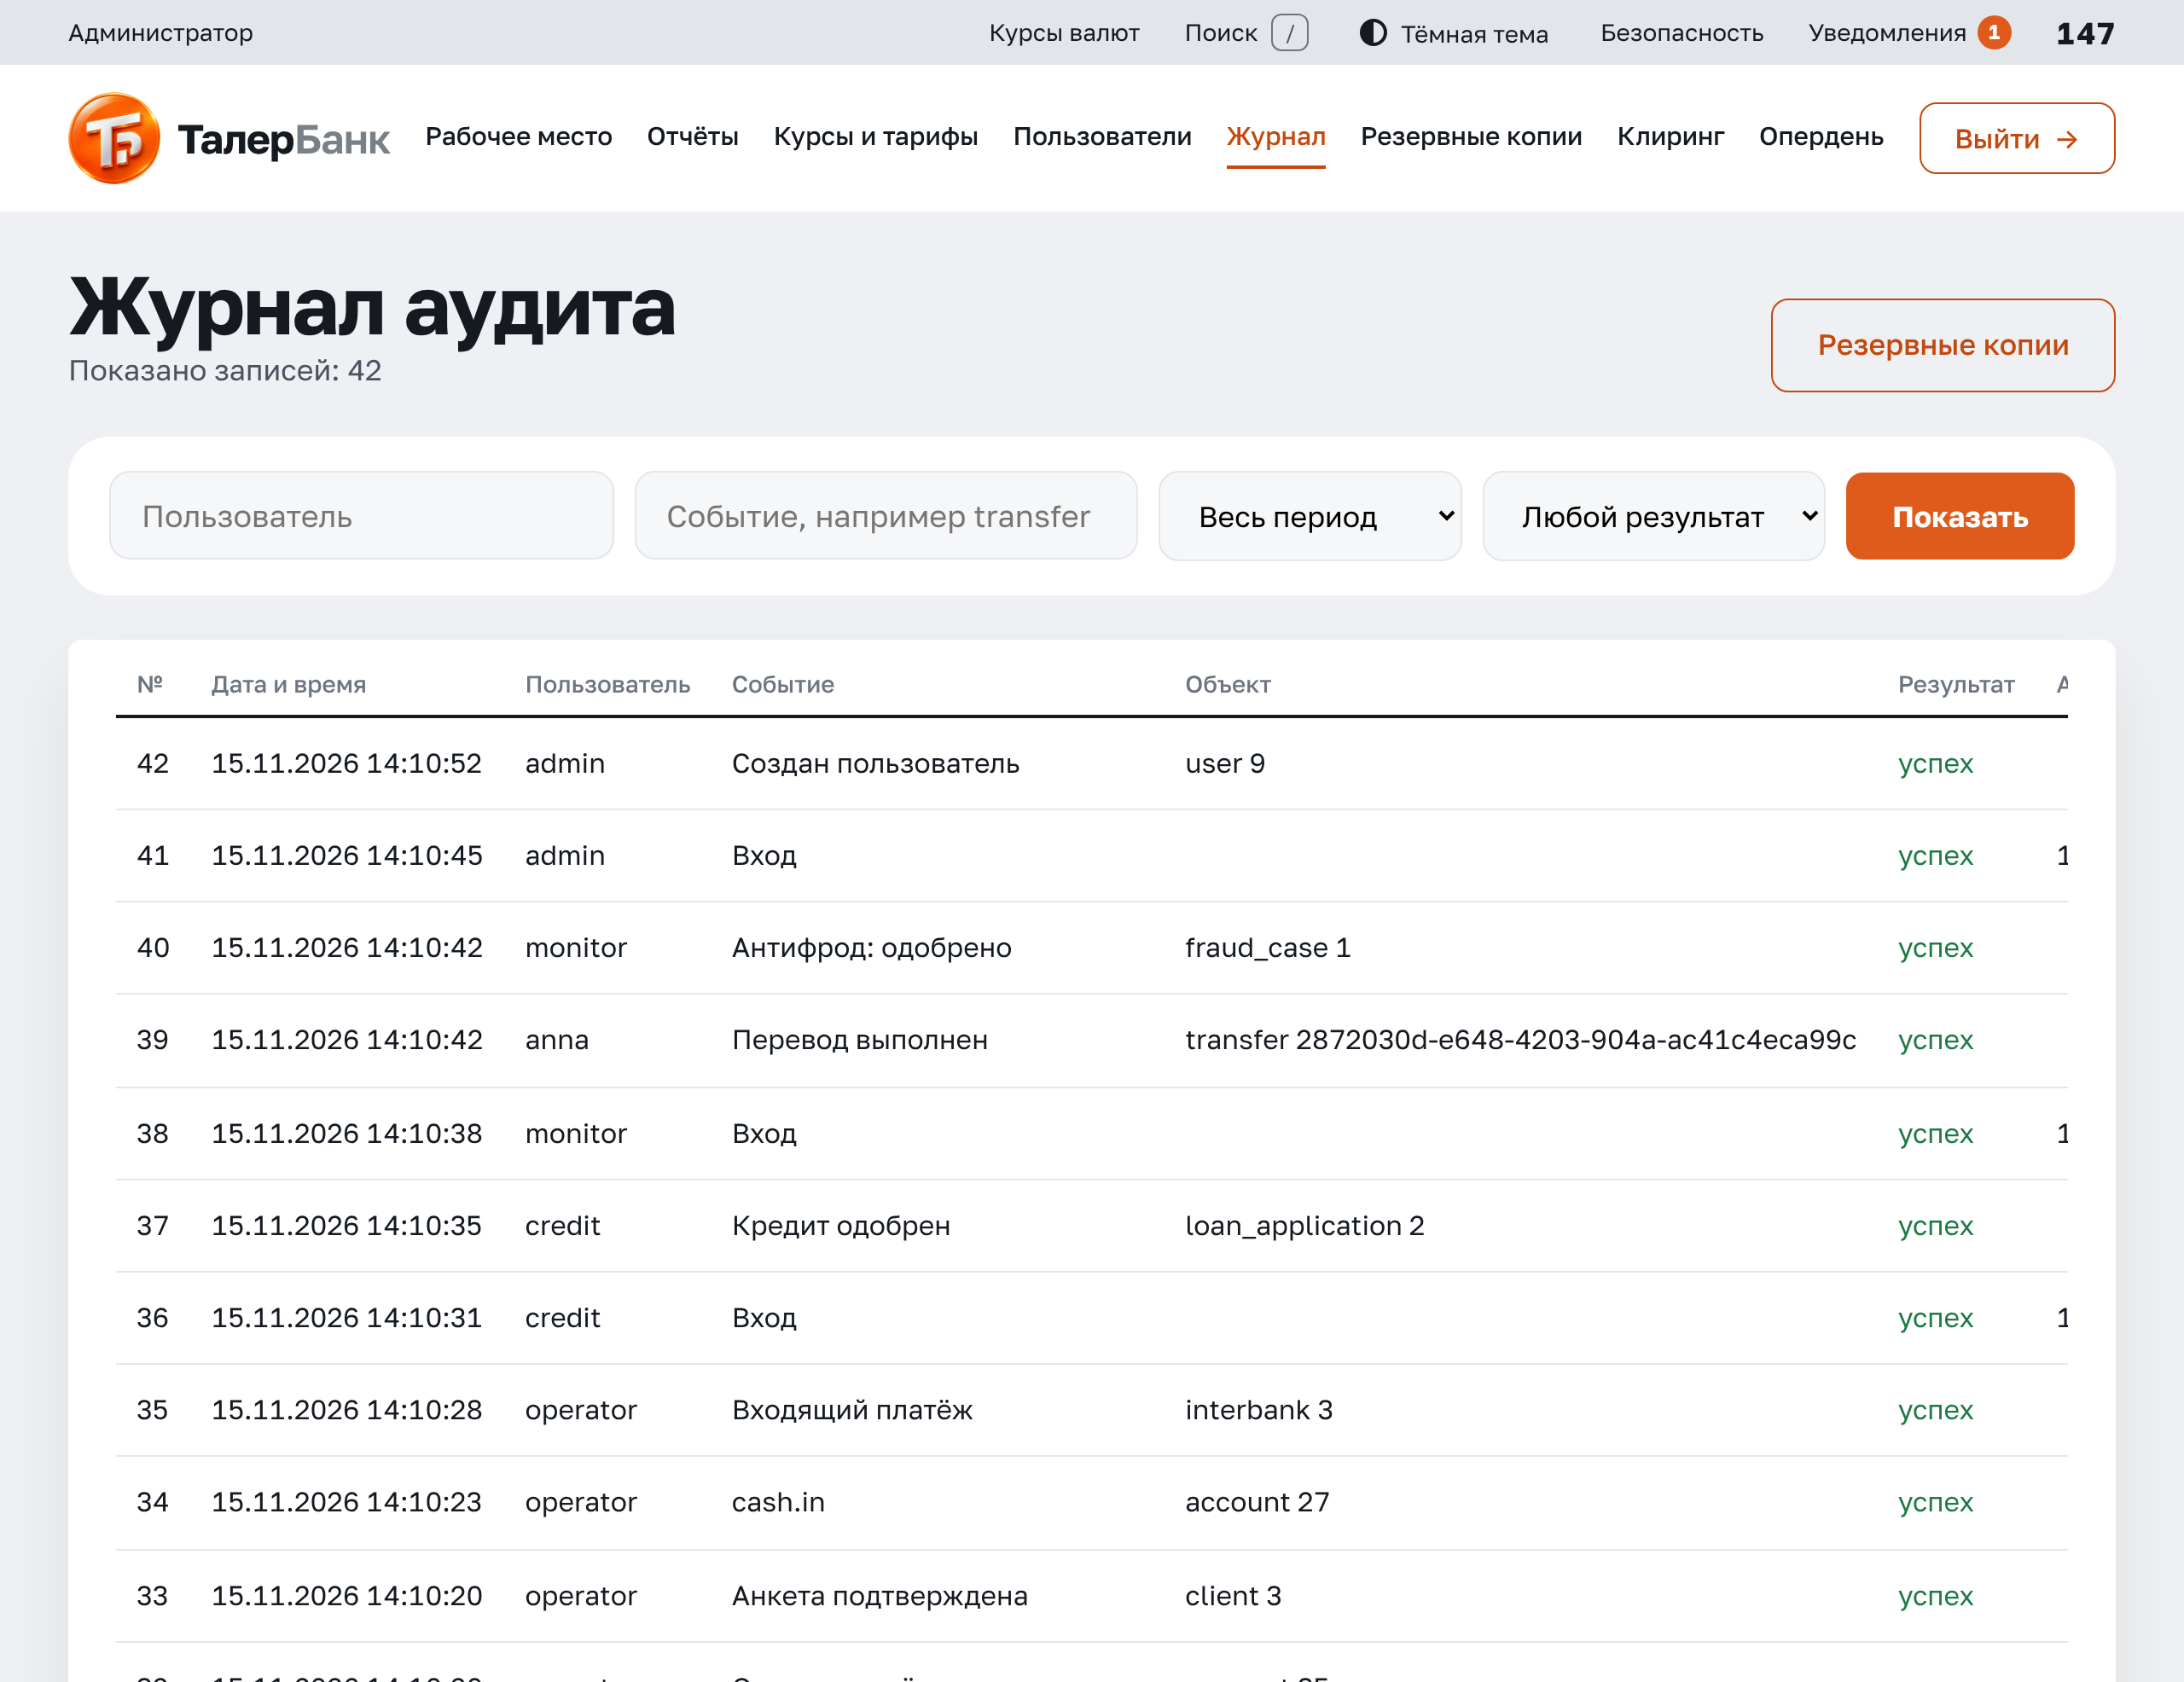 Администратор Курсы валют Поиск / Тёмная тема Безопасность Уведомления 1 147
ТалерБанк Рабочее место Отчёты Курсы и тарифы Пользователи Журнал Резервные копии Клиринг Опердень Выйти →
Журнал аудита
Показано записей: 42
Резервные копии
Пользователь Событие, например transfer Весь период Любой результат Показать
№ Дата и время Пользователь Событие Объект Результат
42 15.11.2026 14:10:52 admin Создан пользователь user 9 успех
41 15.11.2026 14:10:45 admin Вход успех 1
40 15.11.2026 14:10:42 monitor Антифрод: одобрено fraud_case 1 успех
39 15.11.2026 14:10:42 anna Перевод выполнен transfer 2872030d-e648-4203-904a-ac41c4eca99c успех
38 15.11.2026 14:10:38 monitor Вход успех 1
37 15.11.2026 14:10:35 credit Кредит одобрен loan_application 2 успех
36 15.11.2026 14:10:31 credit Вход успех 1
35 15.11.2026 14:10:28 operator Входящий платёж interbank 3 успех
34 15.11.2026 14:10:23 operator cash.in account 27 успех
33 15.11.2026 14:10:20 operator Анкета подтверждена client 3 успех